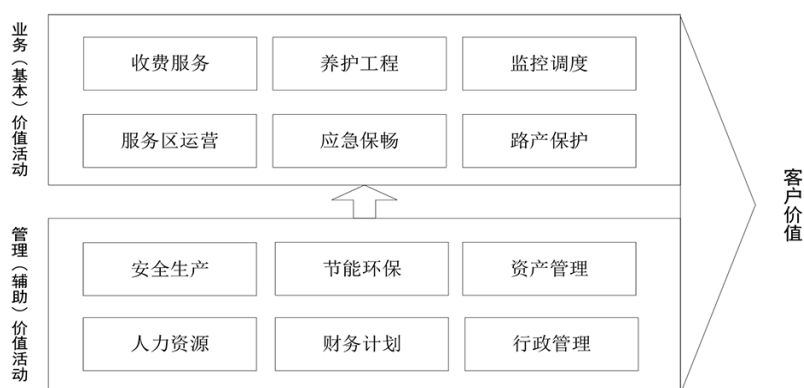 业务（基本）价值活动
收费服务
养护工程
监控调度
服务区运营
应急保畅
路产保护
管理（辅助）价值活动
安全生产
节能环保
资产管理
人力资源
财务计划
行政管理
客户价值